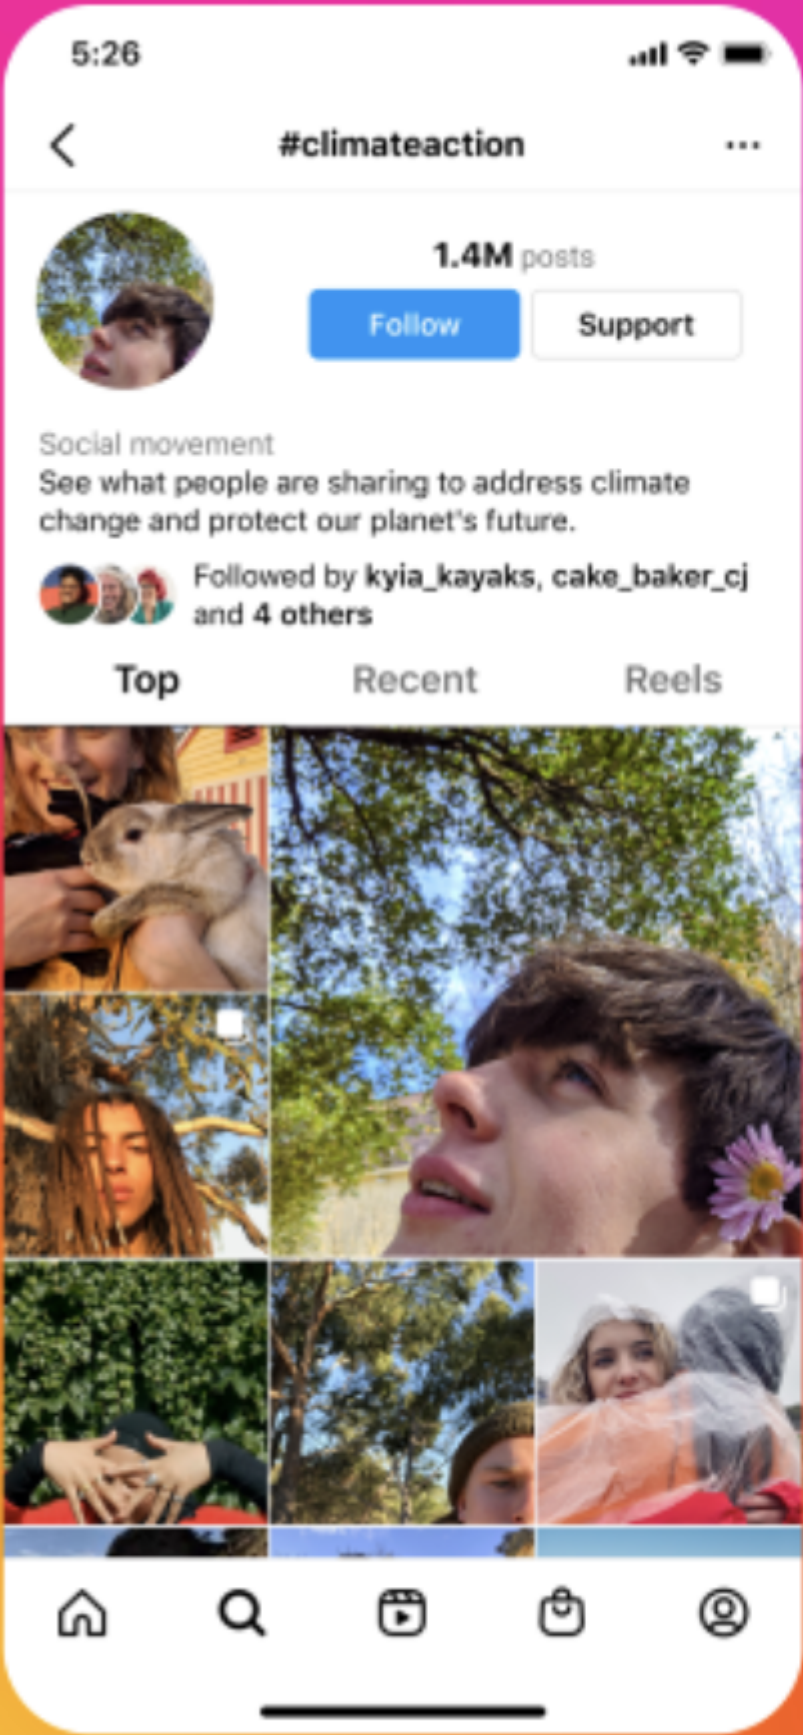 5:26
#climateaction
1.4M posts
Follow
Support
Social movement
See what people are sharing to address climate
change and protect our planet's future.
Followed by kyia_kayaks, cake_baker_cj
and 4 others
Top
Recent
Reels